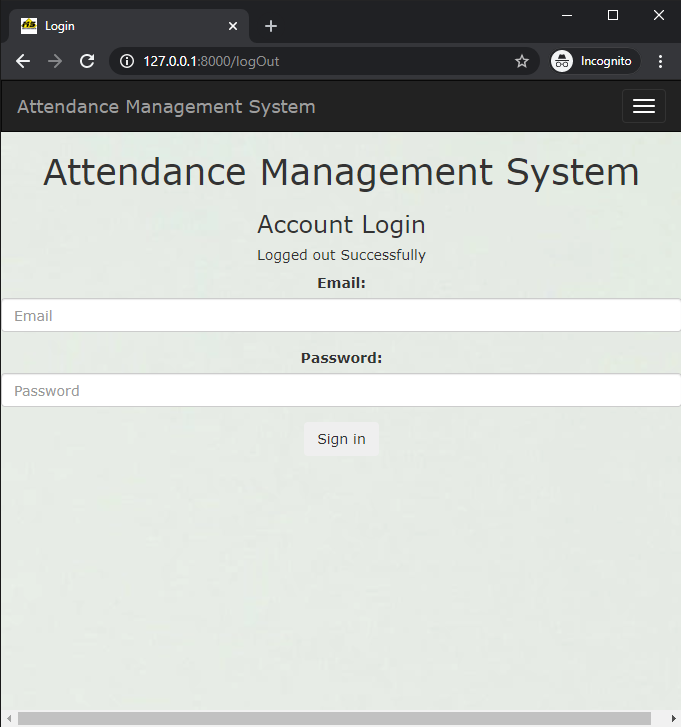 Login
127.0.0.1:8000/logOut
Incognito
Attendance Management System
Attendance Management System
Account Login
Logged out Successfully
Email:
Email
Password:
Password
Sign in